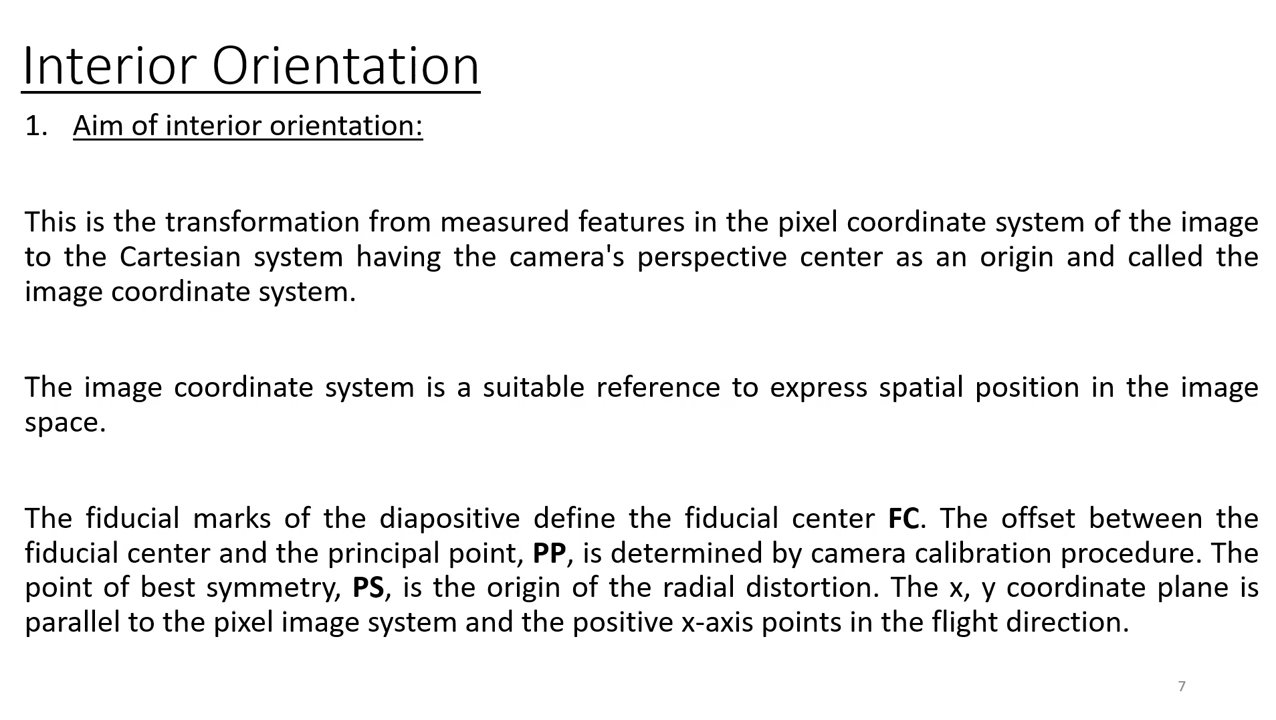 Interior Orientation
1. Aim of interior orientation:
This is the transformation from measured features in the pixel coordinate system of the image
to the Cartesian system having the camera's perspective center as an origin and called the
image coordinate system.
The image coordinate system is a suitable reference to express spatial position in the image
space.
The fiducial marks of the diapositive define the fiducial center FC. The offset between the
fiducial center and the principal point, PP, is determined by camera calibration procedure. The
point of best symmetry, PS, is the origin of the radial distortion. The x, y coordinate plane is
parallel to the pixel image system and the positive x-axis points in the flight direction.
7